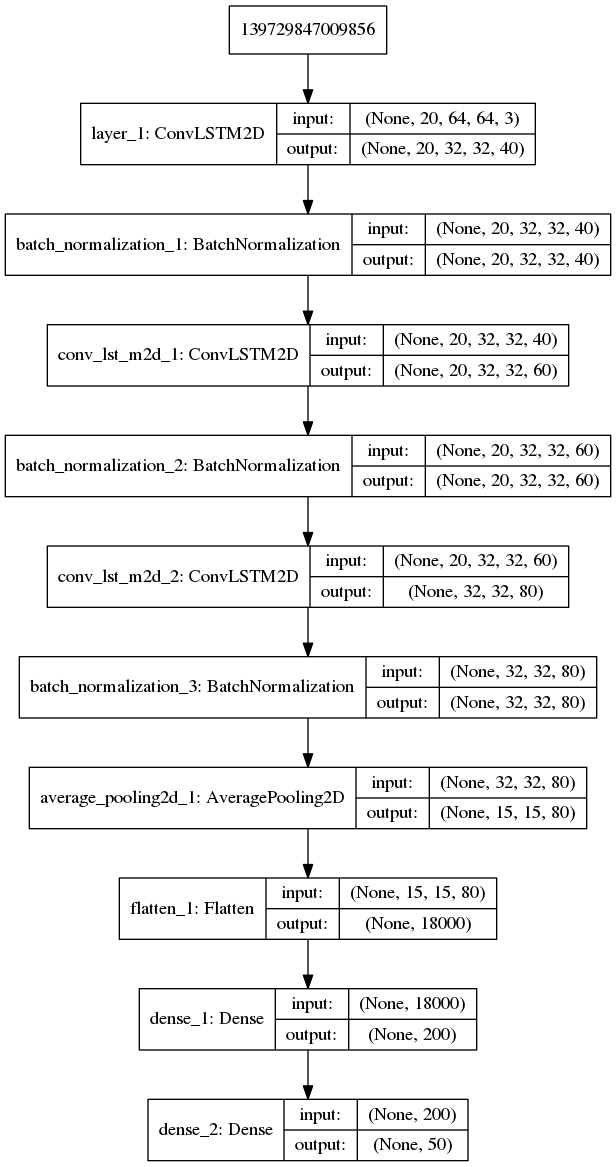 139729847009856
layer_1: ConvLSTM2D
input: (None, 20, 64, 64, 3)
output: (None, 20, 32, 32, 40)
batch_normalization_1: BatchNormalization
input: (None, 20, 32, 32, 40)
output: (None, 20, 32, 32, 40)
conv_lst_m2d_1: ConvLSTM2D
input: (None, 20, 32, 32, 40)
output: (None, 20, 32, 32, 60)
batch_normalization_2: BatchNormalization
input: (None, 20, 32, 32, 60)
output: (None, 20, 32, 32, 60)
conv_lst_m2d_2: ConvLSTM2D
input: (None, 20, 32, 32, 60)
output: (None, 32, 32, 80)
batch_normalization_3: BatchNormalization
input: (None, 32, 32, 80)
output: (None, 32, 32, 80)
average_pooling2d_1: AveragePooling2D
input: (None, 32, 32, 80)
output: (None, 15, 15, 80)
flatten_1: Flatten
input: (None, 15, 15, 80)
output: (None, 18000)
dense_1: Dense
input: (None, 18000)
output: (None, 200)
dense_2: Dense
input: (None, 200)
output: (None, 50)